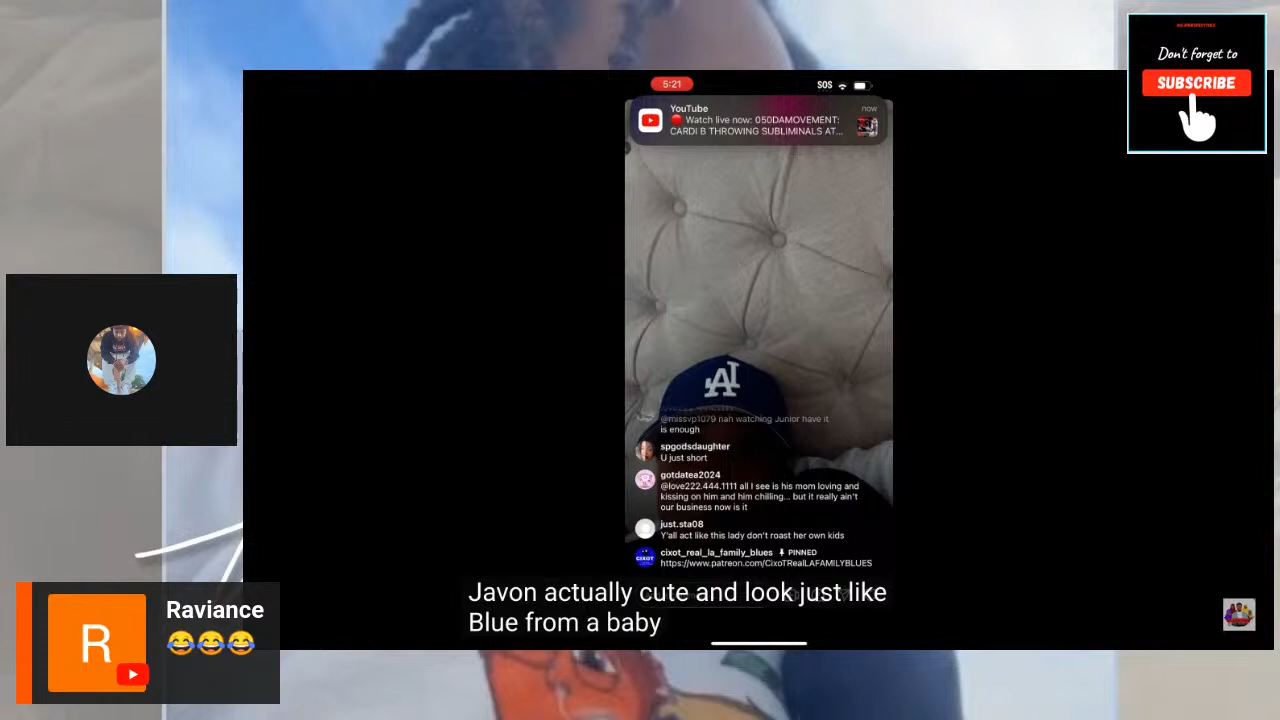 Don't forget to
SUBSCRIBE
5:21
SOS
YouTube
now
🔴 Watch live now: 050DAMOVEMENT:
CARDI B THROWING SUBLIMINALS AT...
LA
@missvp1079 nah watching Junior have it
is enough
spgodsdaughter
U just short
gotdatea2024
@love222.444.1111 all I see is his mom loving and
kissing on him and him chilling... but it really ain't
our business now is it
just.sta08
Y'all act like this lady don't roast her own kids
cixot_real_la_family_blues PINNED
https://www.patreon.com/CixoTRealLAFAMILYBLUES
CIXOT
Javon actually cute and look just like
Blue from a baby
R
Raviance
😂😂😂